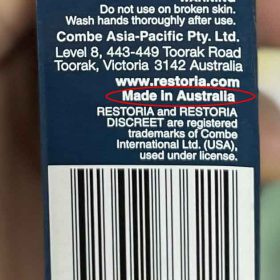 WARNING
Do not use on broken skin.
Wash hands thoroughly after use.
Combe Asia-Pacific Pty. Ltd.
Level 8, 443-449 Toorak Road
Toorak, Victoria 3142 Australia
www.restoria.com
Made in Australia
RESTORIA and RESTORIA
DISCREET are registered
trademarks of Combe
International Ltd. (USA),
used under license.